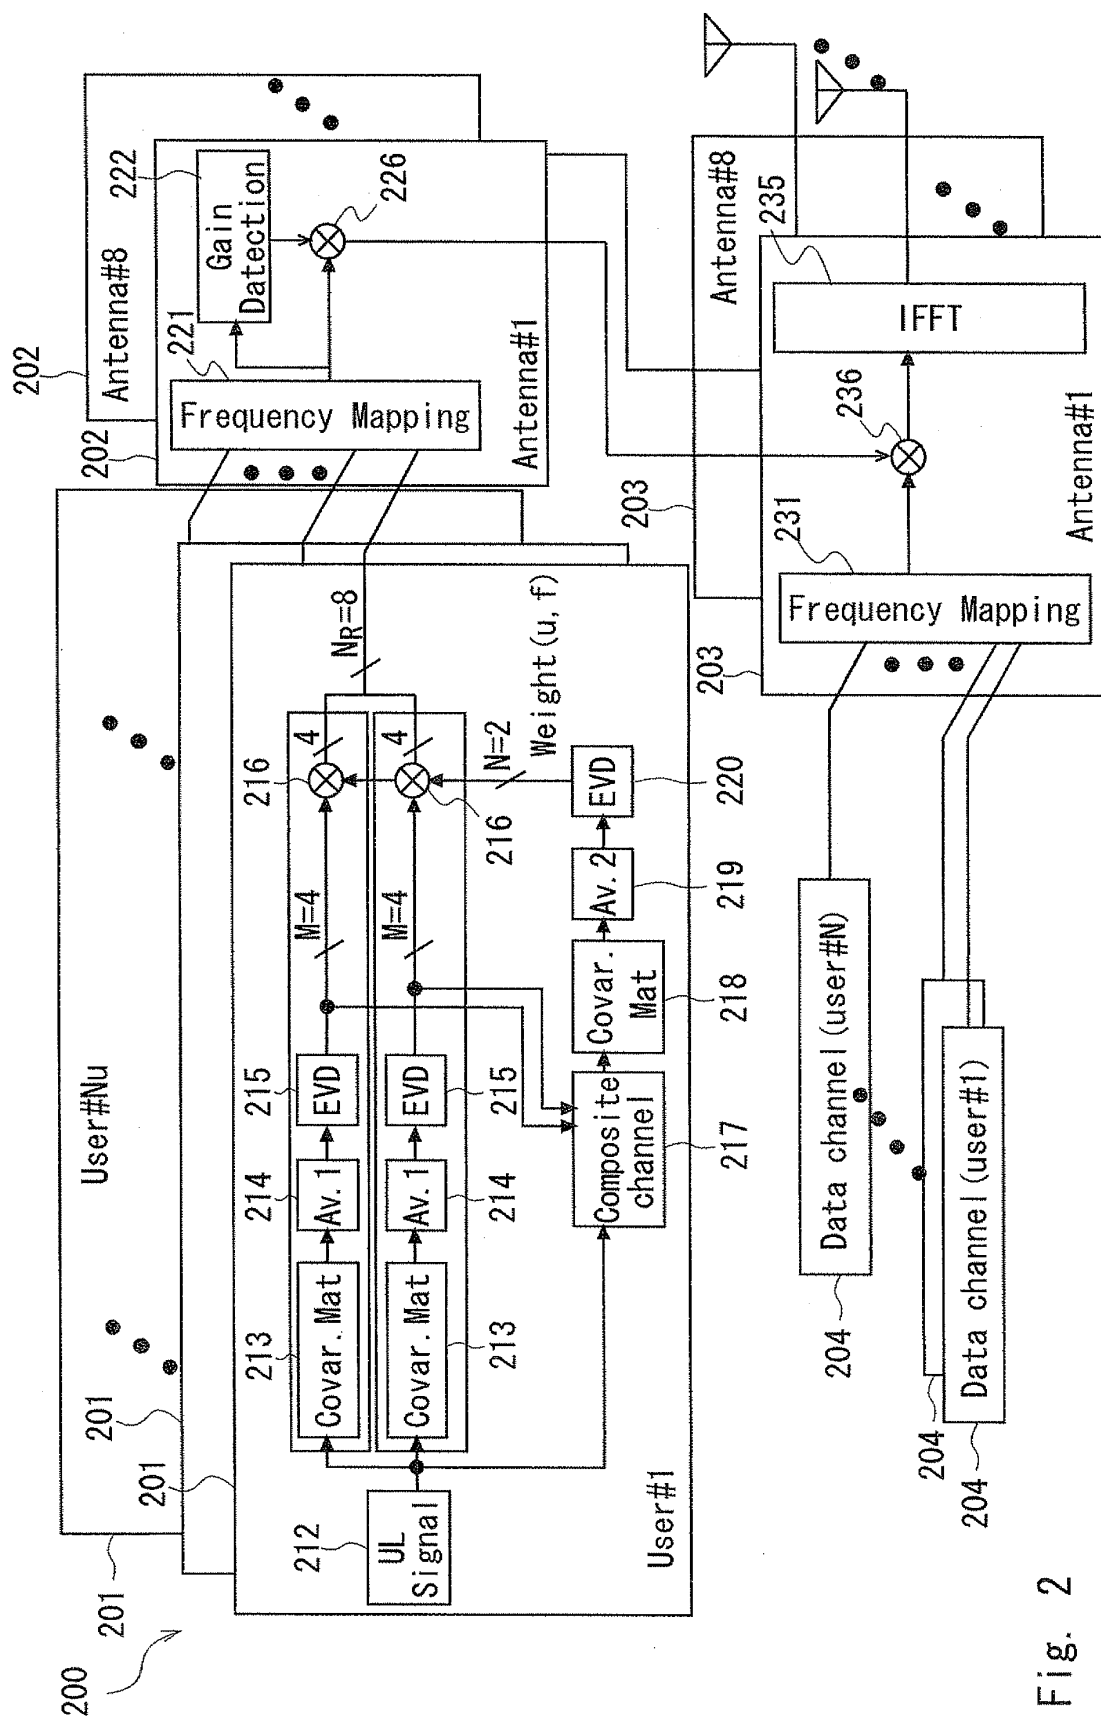 200
201
201
201
User#Nu
User#1
212
UL
Signal
213
Covar.Mat
214
Av.1
215
EVD
M=4
216
4
Covar.Mat
213
Av.1
214
EVD
215
M=4
216
4
NR=8
N=2
Weight(u,f)
Composite
channel
217
Covar.
Mat
218
Av.2
219
EVD
220
202
Antenna#8
202
Frequency Mapping
221
Gain
Datection
222
226
Antenna#1
203
Antenna#8
203
Frequency Mapping
231
236
IFFT
235
Antenna#1
Data channel(user#N)
204
204
Data channel(user#1)
204
Fig. 2